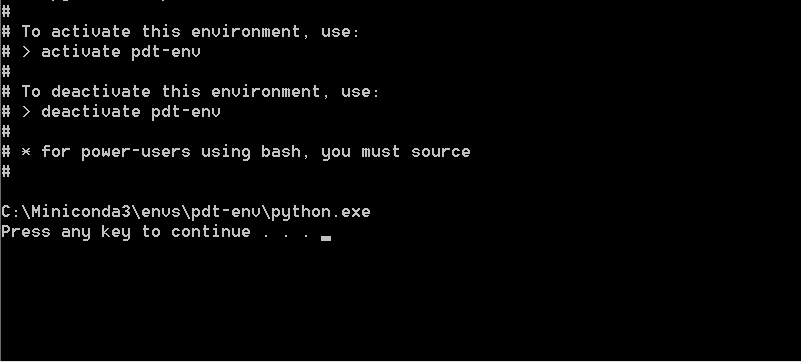 #
# To activate this environment, use:
# > activate pdt-env
#
# To deactivate this environment, use:
# > deactivate pdt-env
#
# * for power-users using bash, you must source
#
C:\Miniconda3\envs\pdt-env\python.exe
Press any key to continue . . . _